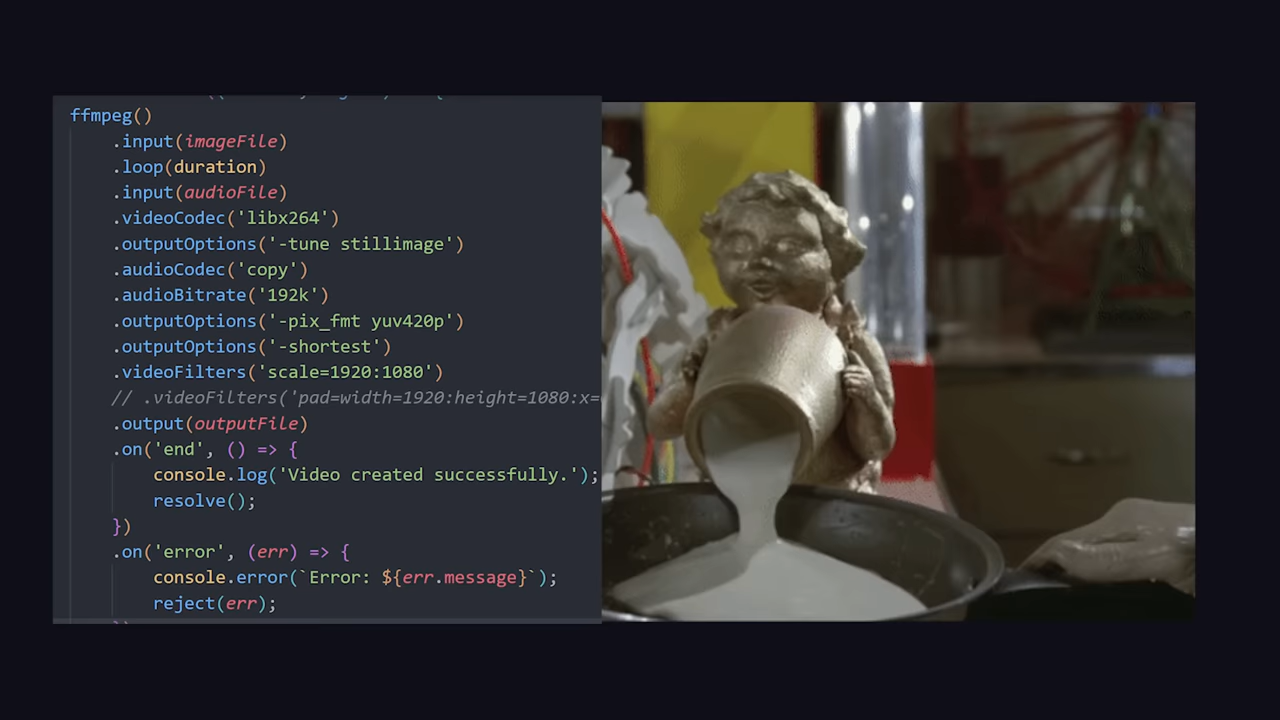 ffmpeg()
.input(imageFile)
.loop(duration)
.input(audioFile)
.videoCodec('libx264')
.outputOptions('-tune stillimage')
.audioCodec('copy')
.audioBitrate('192k')
.outputOptions('-pix_fmt yuv420p')
.outputOptions('-shortest')
.videoFilters('scale=1920:1080')
// .videoFilters('pad=width=1920:height=1080:x=
.output(outputFile)
.on('end', () => {
console.log('Video created successfully.');
resolve();
})
.on('error', (err) => {
console.error(`Error: ${err.message}`);
reject(err);